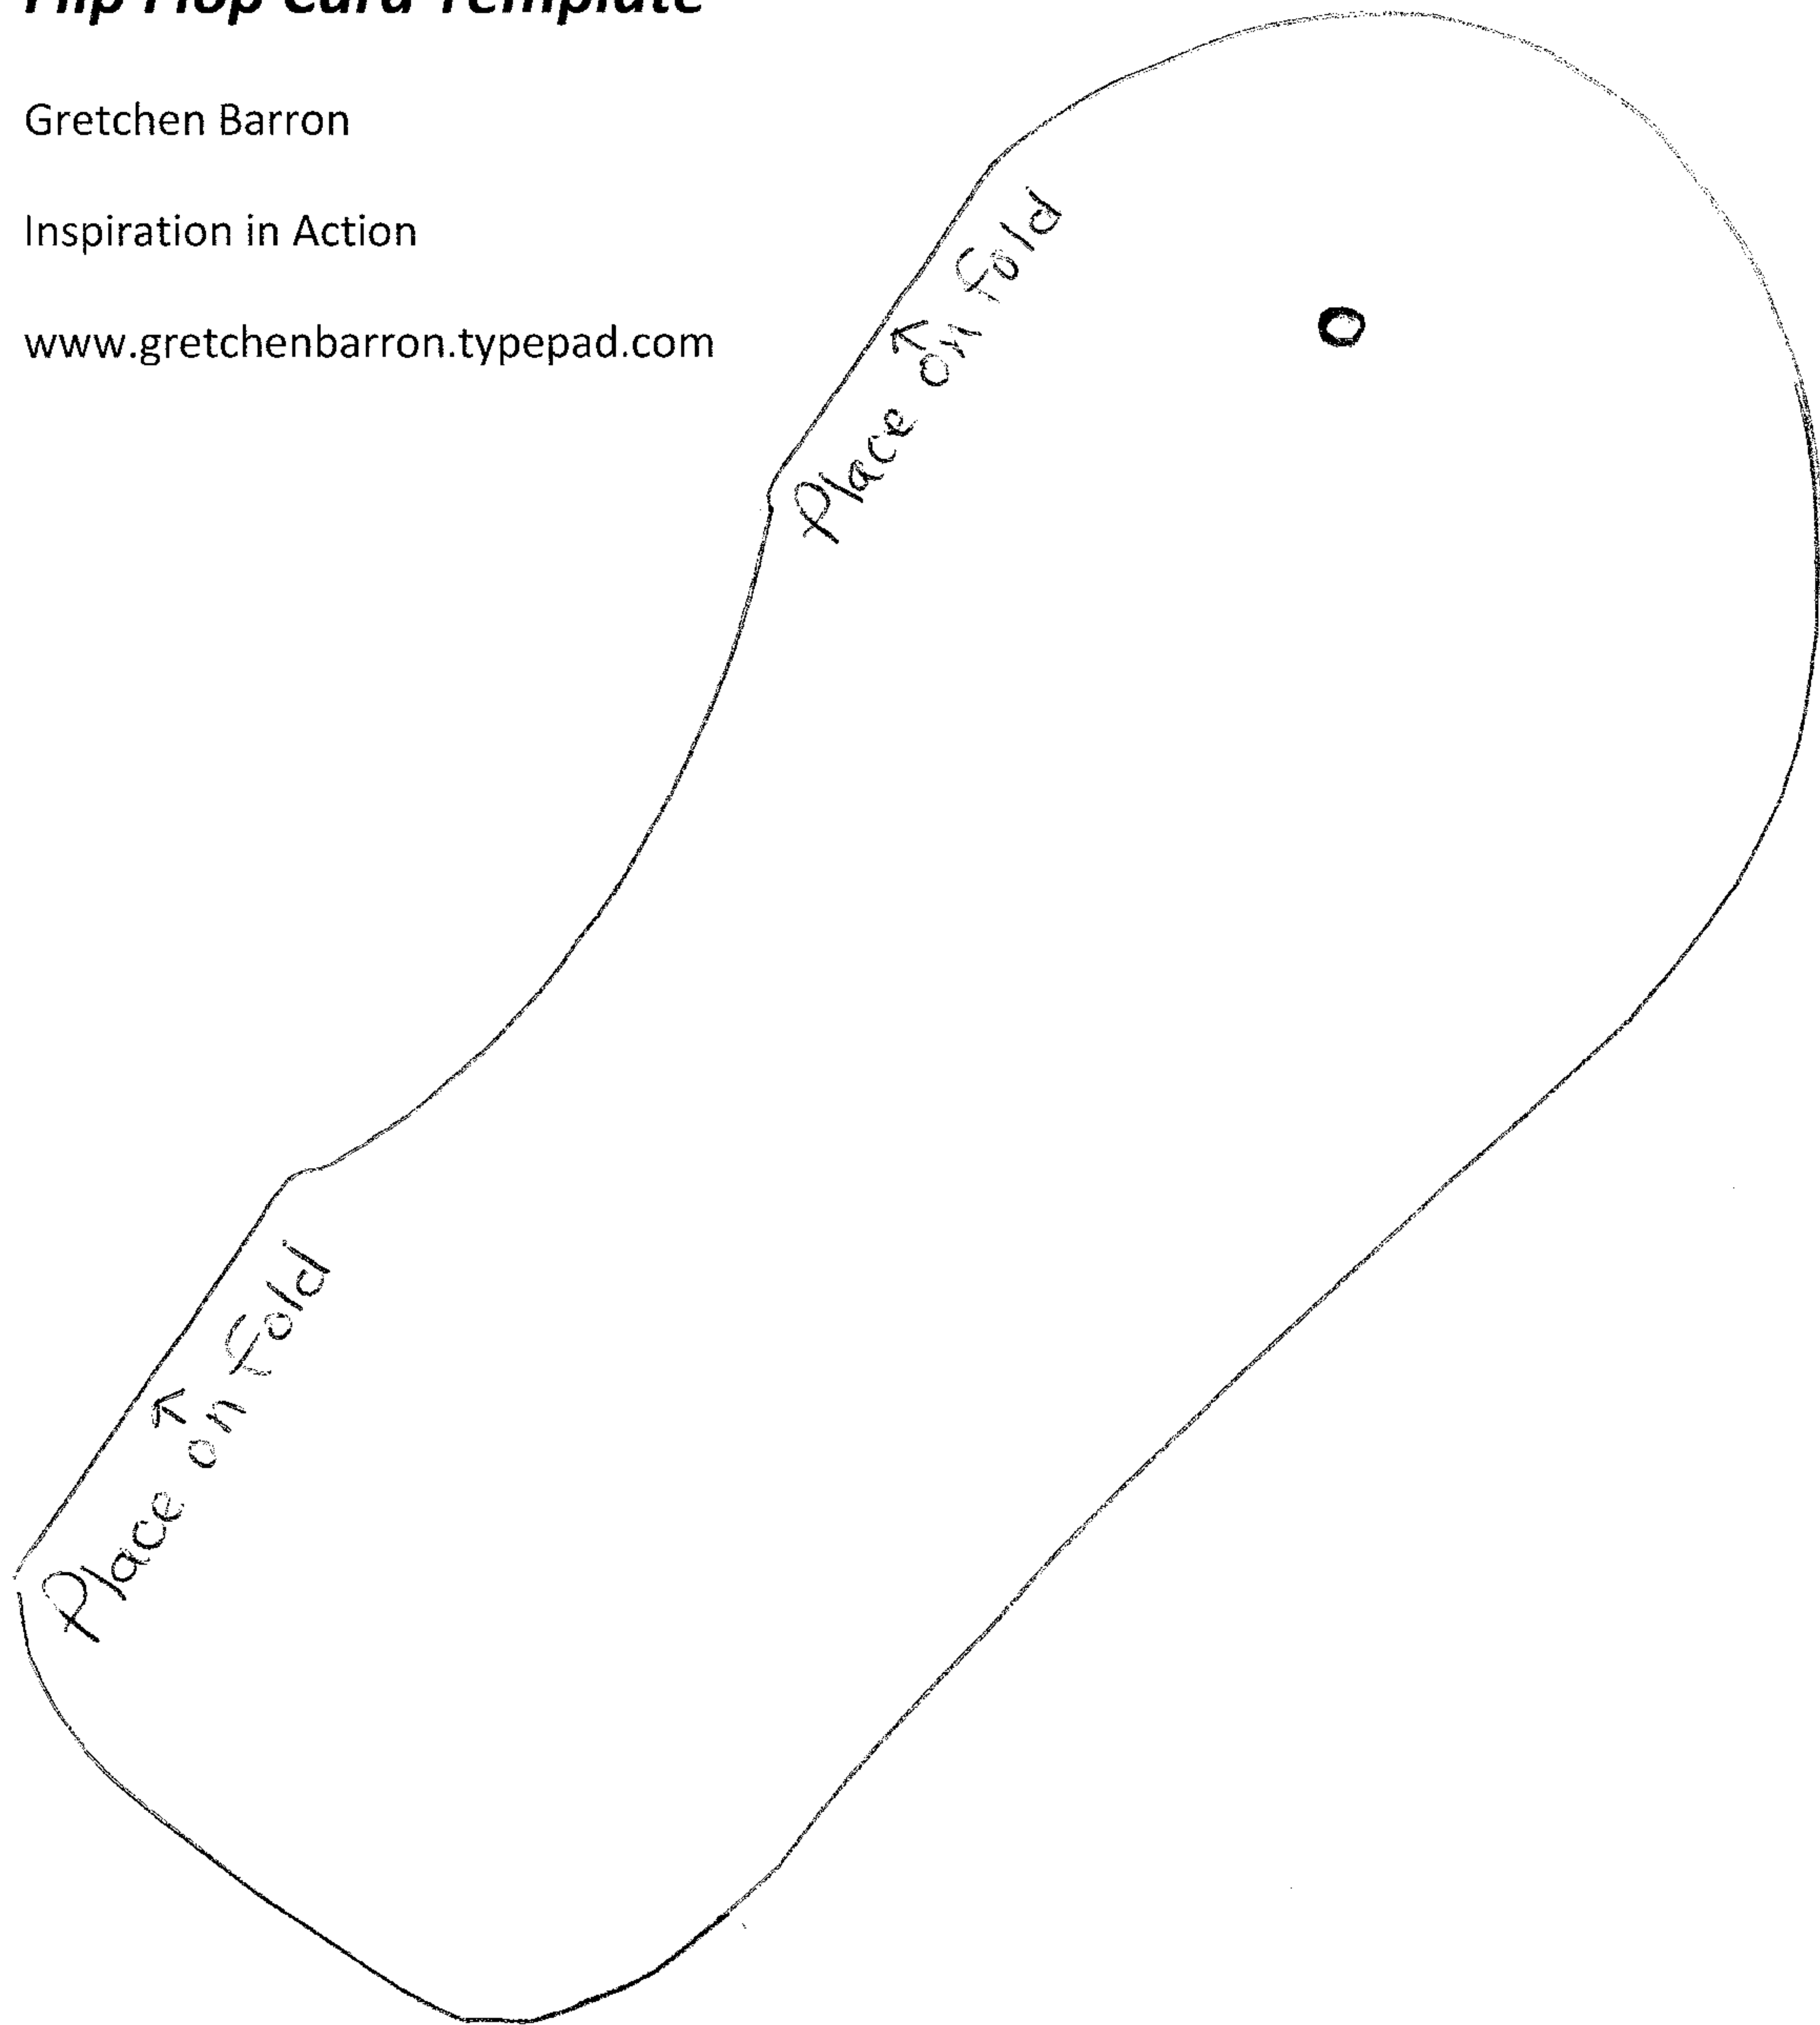 Flip Flop Card Template
Gretchen Barron
Inspiration in Action
www.gretchenbarron.typepad.com
Place on fold
Place on fold